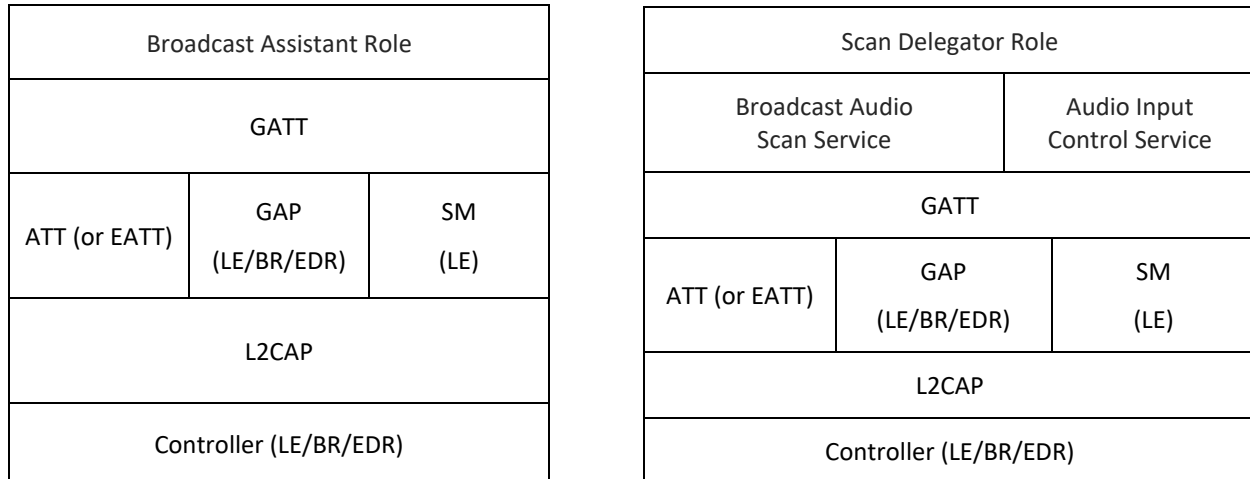 Broadcast Assistant Role
GATT
ATT (or EATT)
GAP
(LE/BR/EDR)
SM
(LE)
L2CAP
Controller (LE/BR/EDR)
Scan Delegator Role
Broadcast Audio
Scan Service
Audio Input
Control Service
GATT
ATT (or EATT)
GAP
(LE/BR/EDR)
SM
(LE)
L2CAP
Controller (LE/BR/EDR)